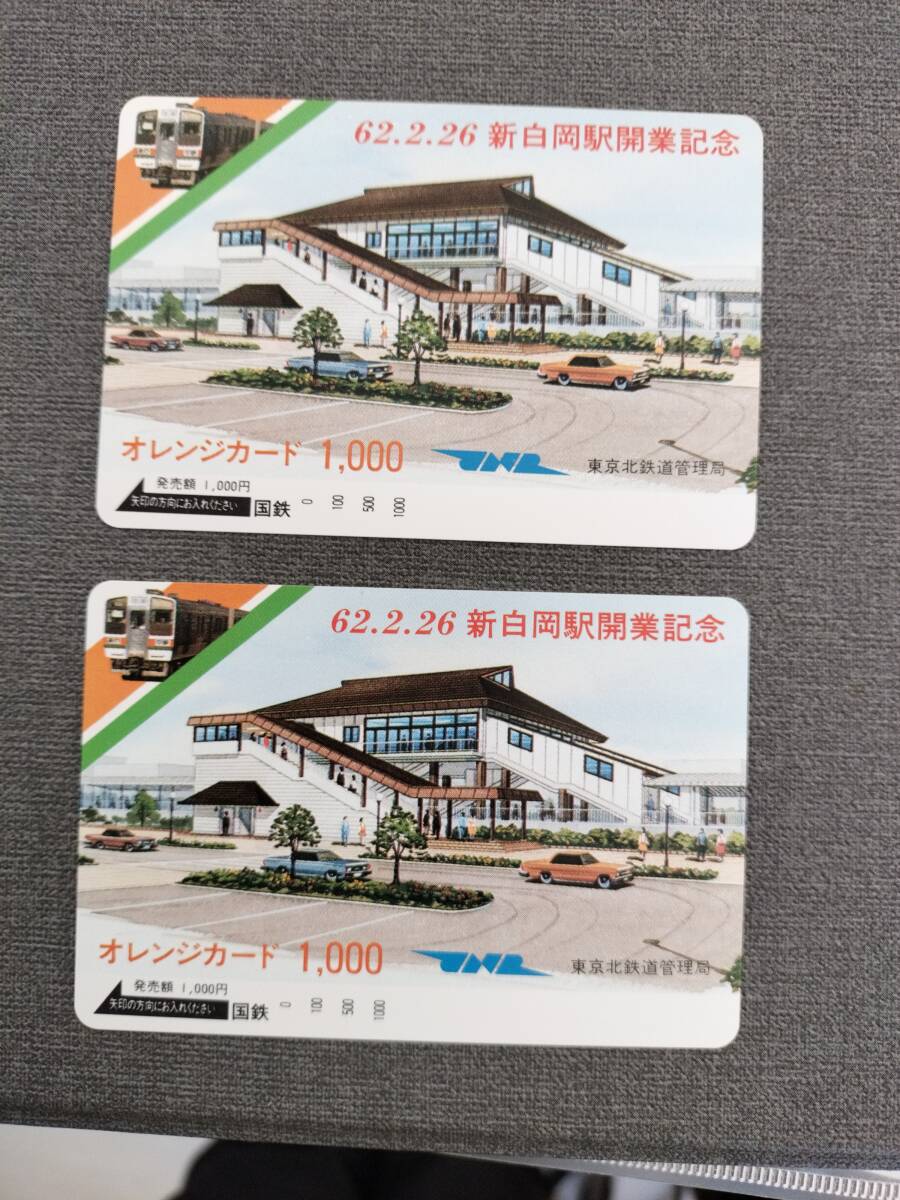 62.2.26 新白岡駅開業記念
オレンジカード 1,000
東京北鉄道管理局
発売額 1,000円
矢印の方向にお入れください 国鉄 0 100 500 1000
62.2.26 新白岡駅開業記念
オレンジカード 1,000
東京北鉄道管理局
発売額 1,000円
矢印の方向にお入れください 国鉄 0 100 500 1000